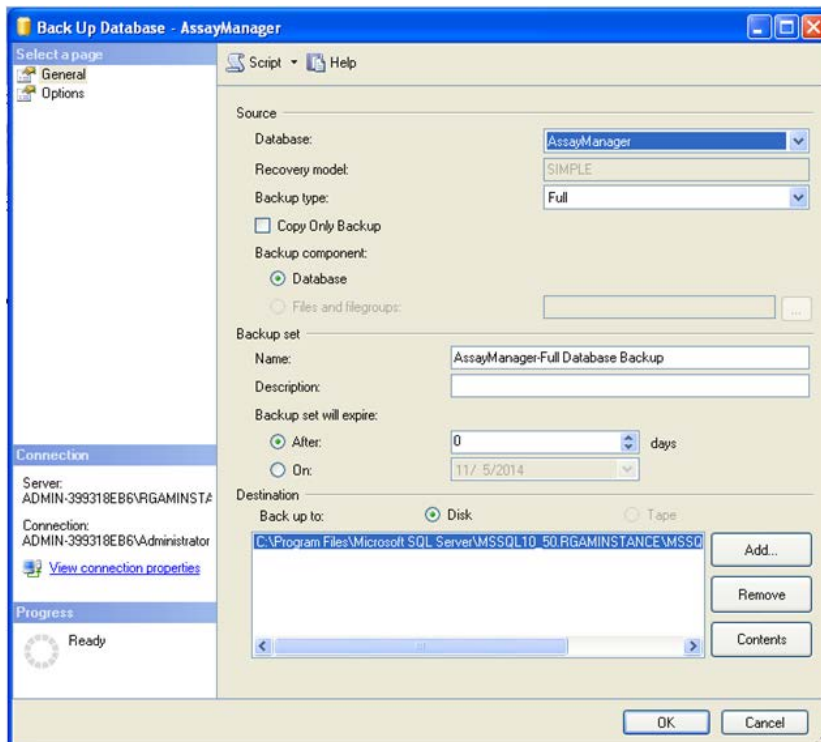 Back Up Database - AssayManager
Select a page
General
Options
Script
Help
Source
Database:
AssayManager
Recovery model:
SIMPLE
Backup type:
Full
Copy Only Backup
Backup component:
Database
Files and filegroups:
...
Backup set
Name:
AssayManager-Full Database Backup
Description:
Backup set will expire:
After:
0
days
On:
11/ 5/2014
Destination
Back up to:
Disk
Tape
C:\Program Files\Microsoft SQL Server\MSSQL10_50.RGAMINSTANCE\MSSQ
Add...
Remove
Contents
Connection
Server:
ADMIN-399318EB6\RGAMINSTA
Connection:
ADMIN-399318EB6\Administrator
View connection properties
Progress
Ready
OK
Cancel